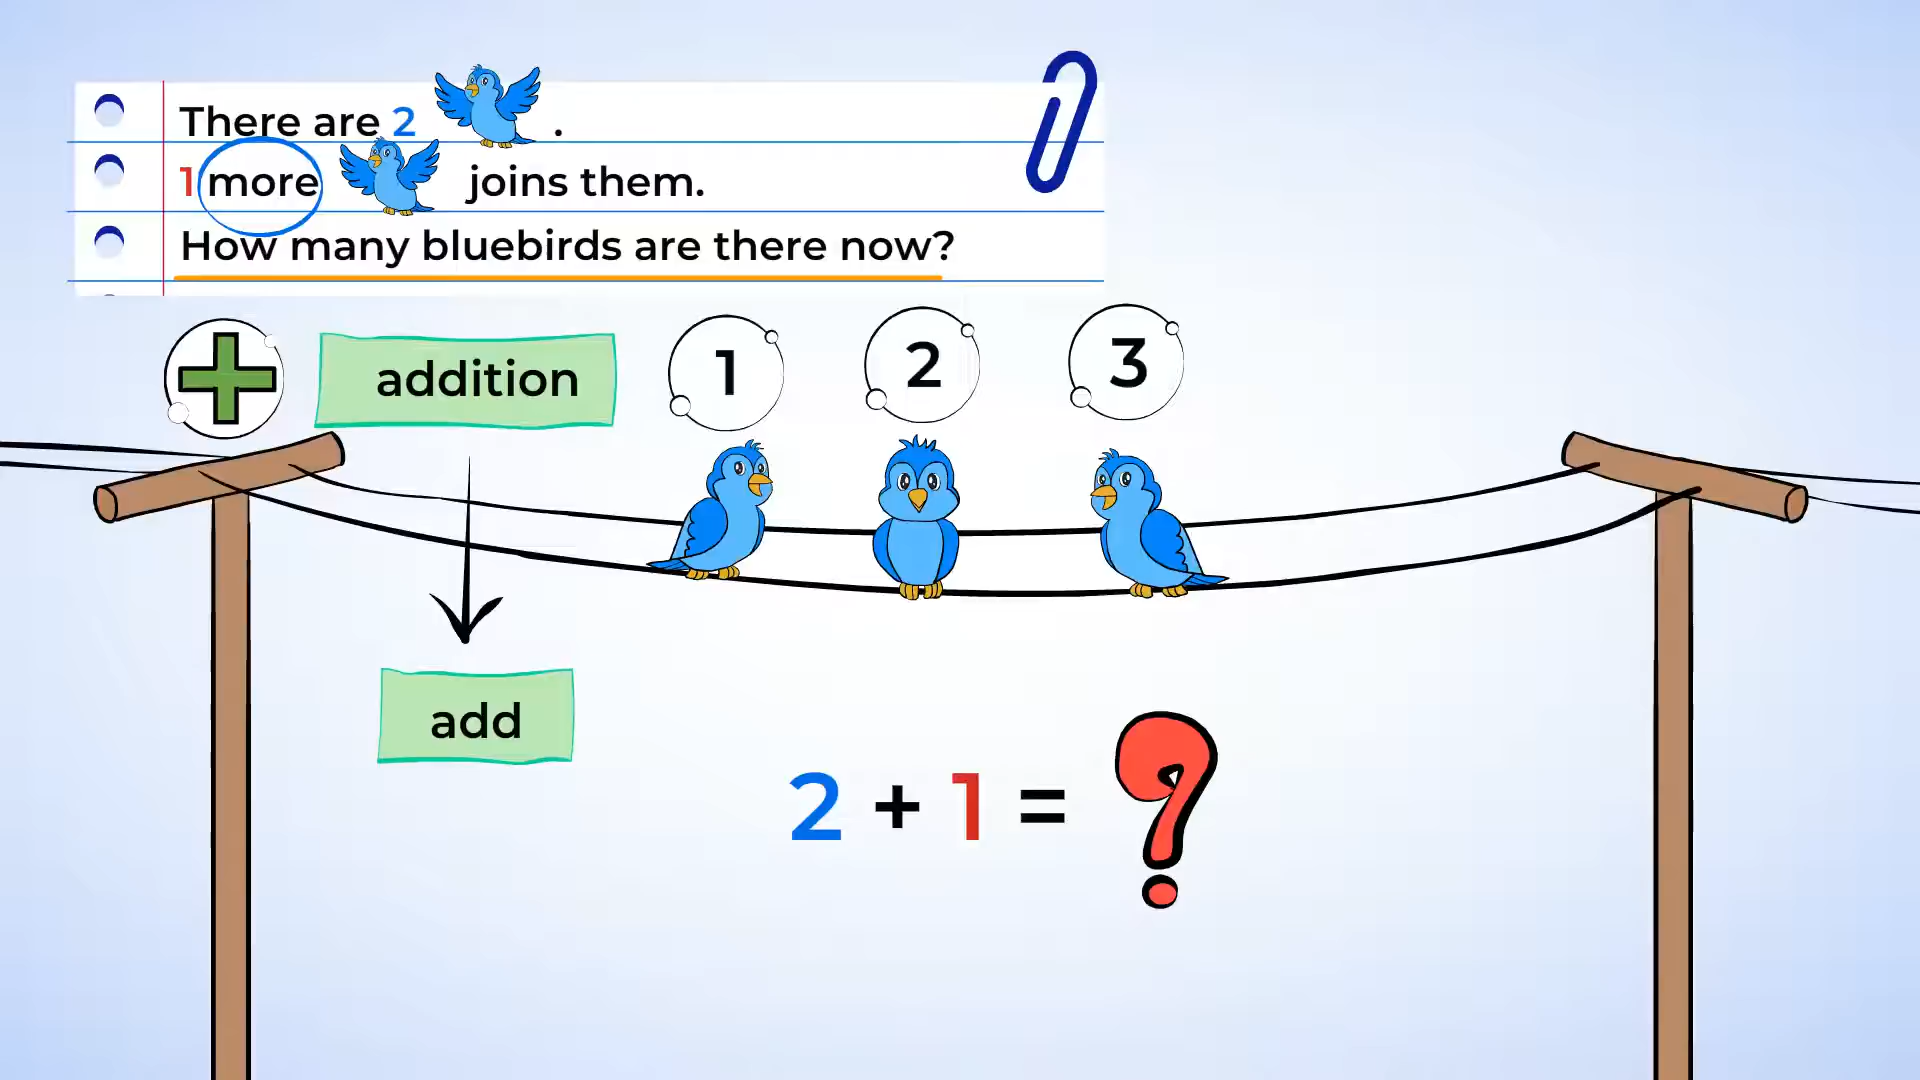 There are 2 .
1 more joins them.
How many bluebirds are there now?
addition
1 2 3
add
2 + 1 = ?